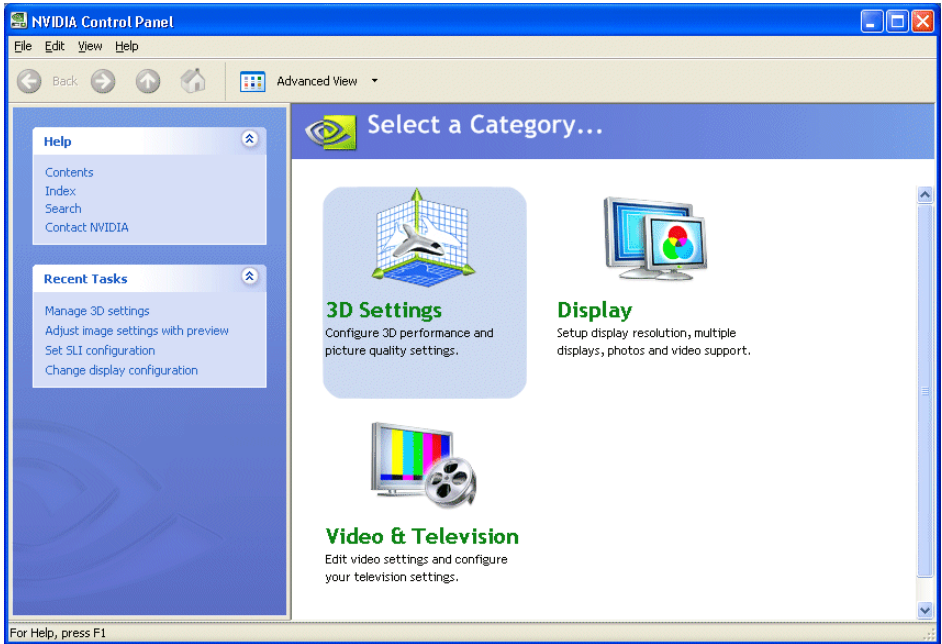 NVIDIA Control Panel
File Edit View Help
Back Advanced View
Select a Category...
Help
Contents
Index
Search
Contact NVIDIA
Recent Tasks
Manage 3D settings
Adjust image settings with preview
Set SLI configuration
Change display configuration
3D Settings
Configure 3D performance and
picture quality settings.
Display
Setup display resolution, multiple
displays, photos and video support.
Video & Television
Edit video settings and configure
your television settings.
For Help, press F1